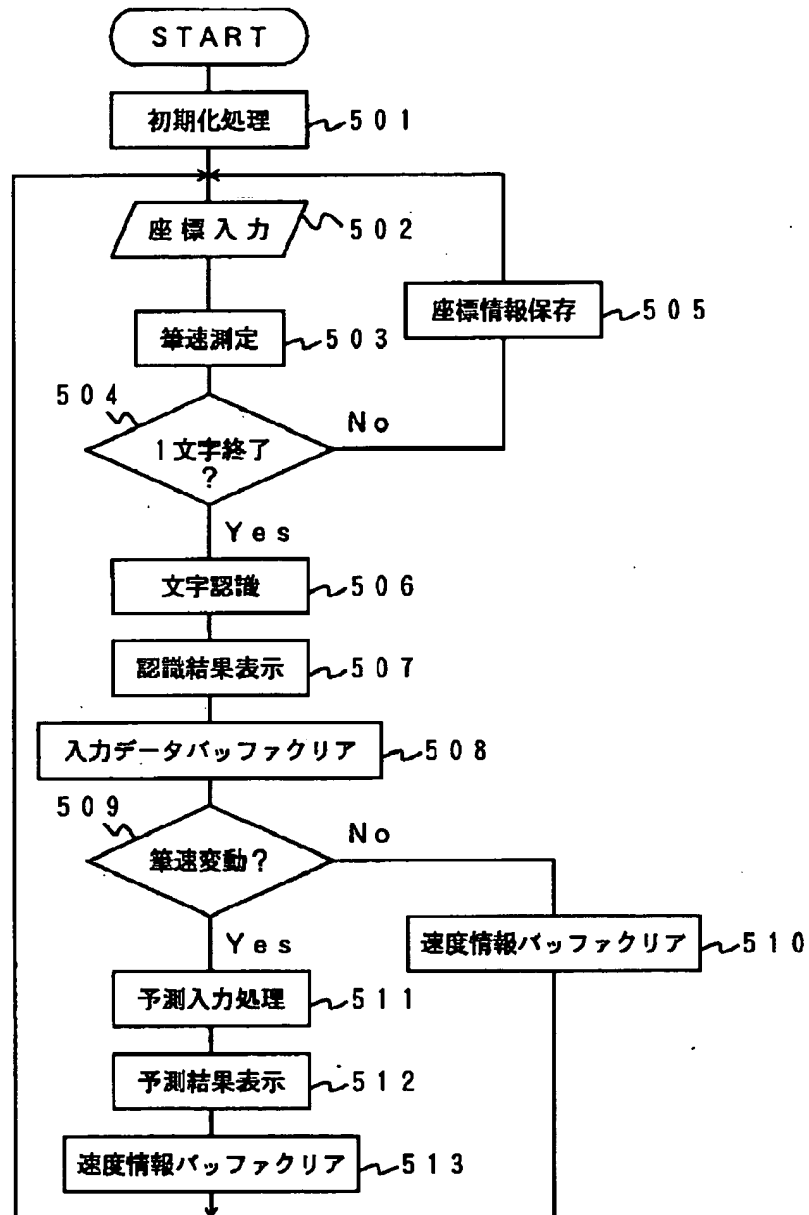 START
初期化処理 501
座標入力 502
座標情報保存 505
筆速測定 503
504
No
1文字終了
?
Yes
文字認識 506
認識結果表示 507
入力データバッファクリア 508
509
No
筆速変動?
Yes
速度情報バッファクリア 510
予測入力処理 511
予測結果表示 512
速度情報バッファクリア 513